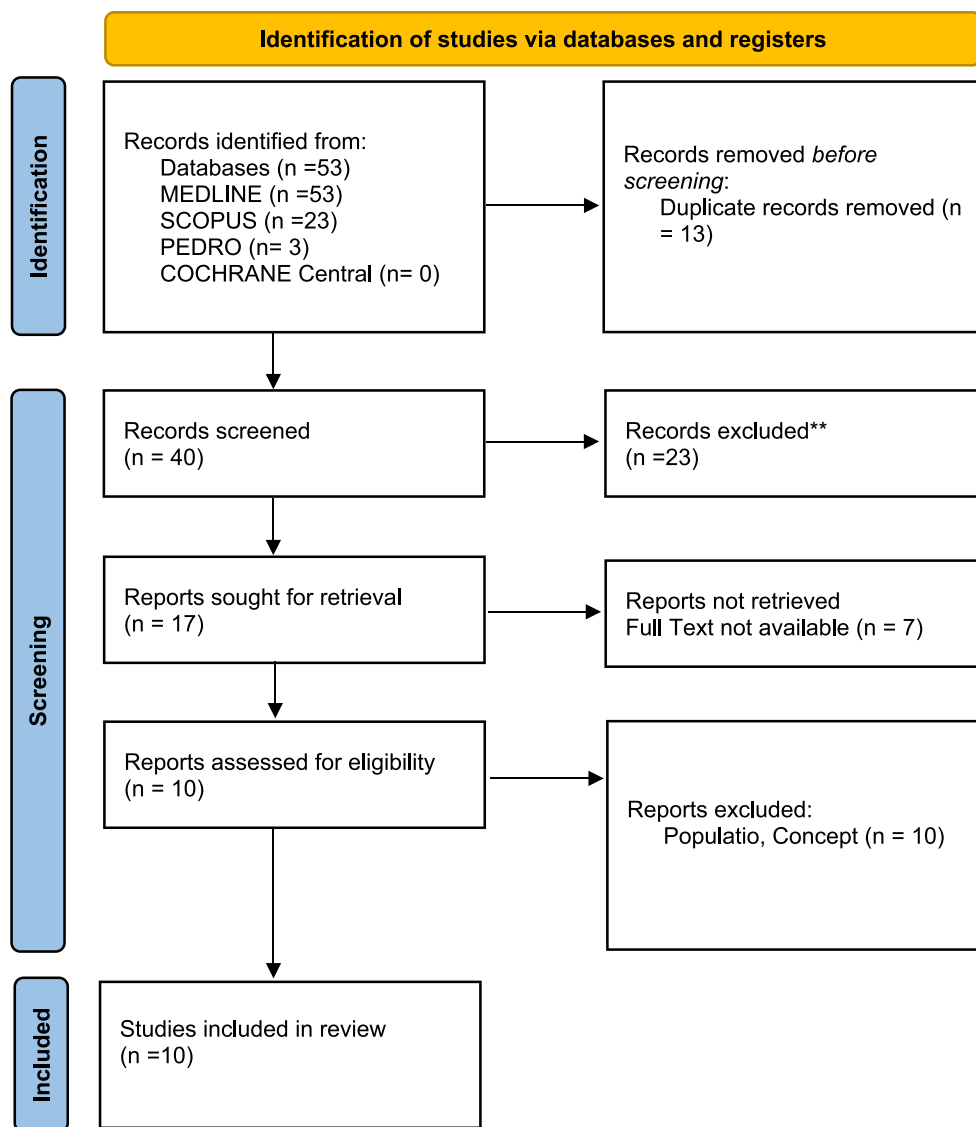 Identification of studies via databases and registers
Identification
Records identified from:
Databases (n =53)
MEDLINE (n =53)
SCOPUS (n =23)
PEDRO (n= 3)
COCHRANE Central (n= 0)
Records removed before
screening:
Duplicate records removed (n
= 13)
Screening
Records screened
(n = 40)
Records excluded**
(n =23)
Reports sought for retrieval
(n = 17)
Reports not retrieved
Full Text not available (n = 7)
Reports assessed for eligibility
(n = 10)
Reports excluded:
Populatio, Concept (n = 10)
Included
Studies included in review
(n =10)